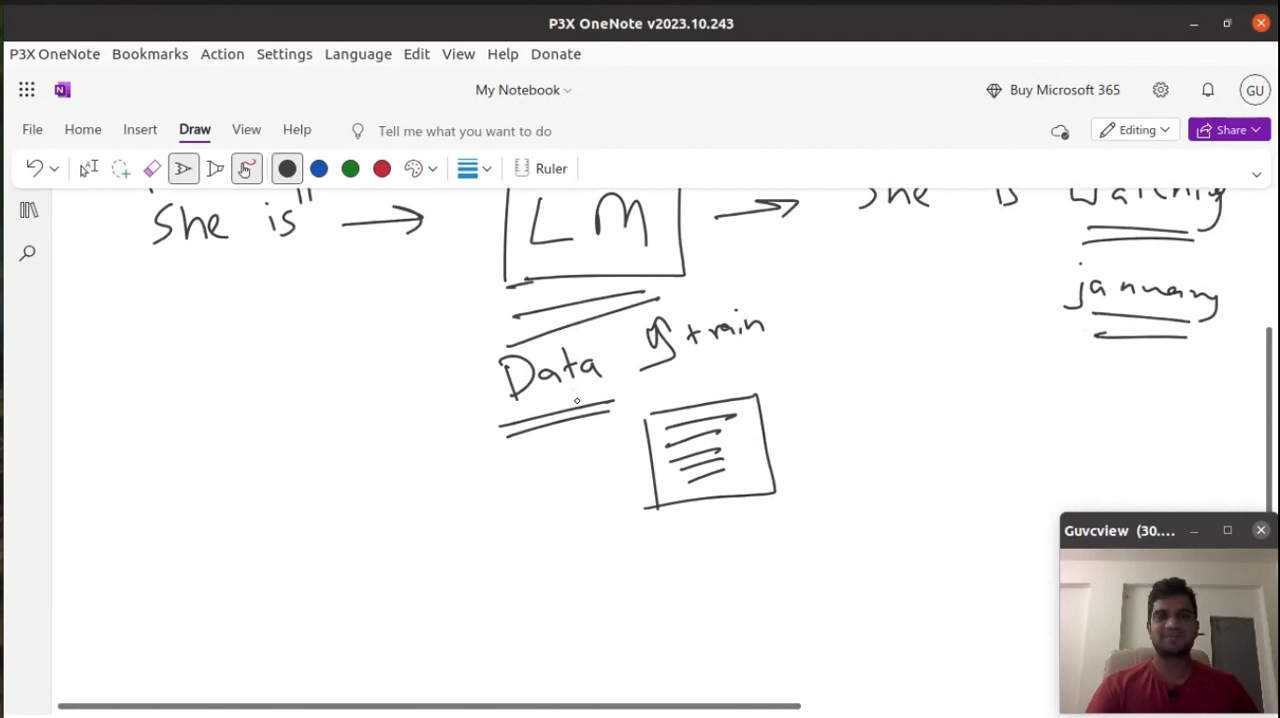 P3X OneNote v2023.10.243
P3X OneNote Bookmarks Action Settings Language Edit View Help Donate
My Notebook
Buy Microsoft 365
GU
File Home Insert Draw View Help
Tell me what you want to do
Editing
Share
Ruler
She is" LM She is watching
january
Data train
Guvcview (30....